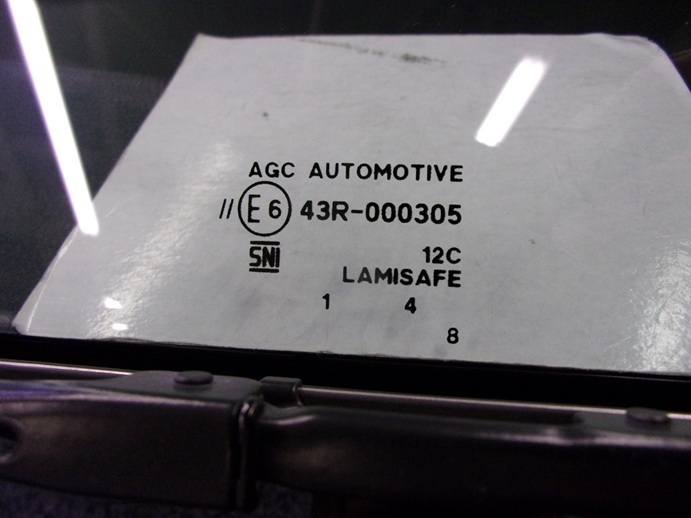 AGC AUTOMOTIVE
// E6 43R-000305
SNI 12C
LAMISAFE
1 4
8